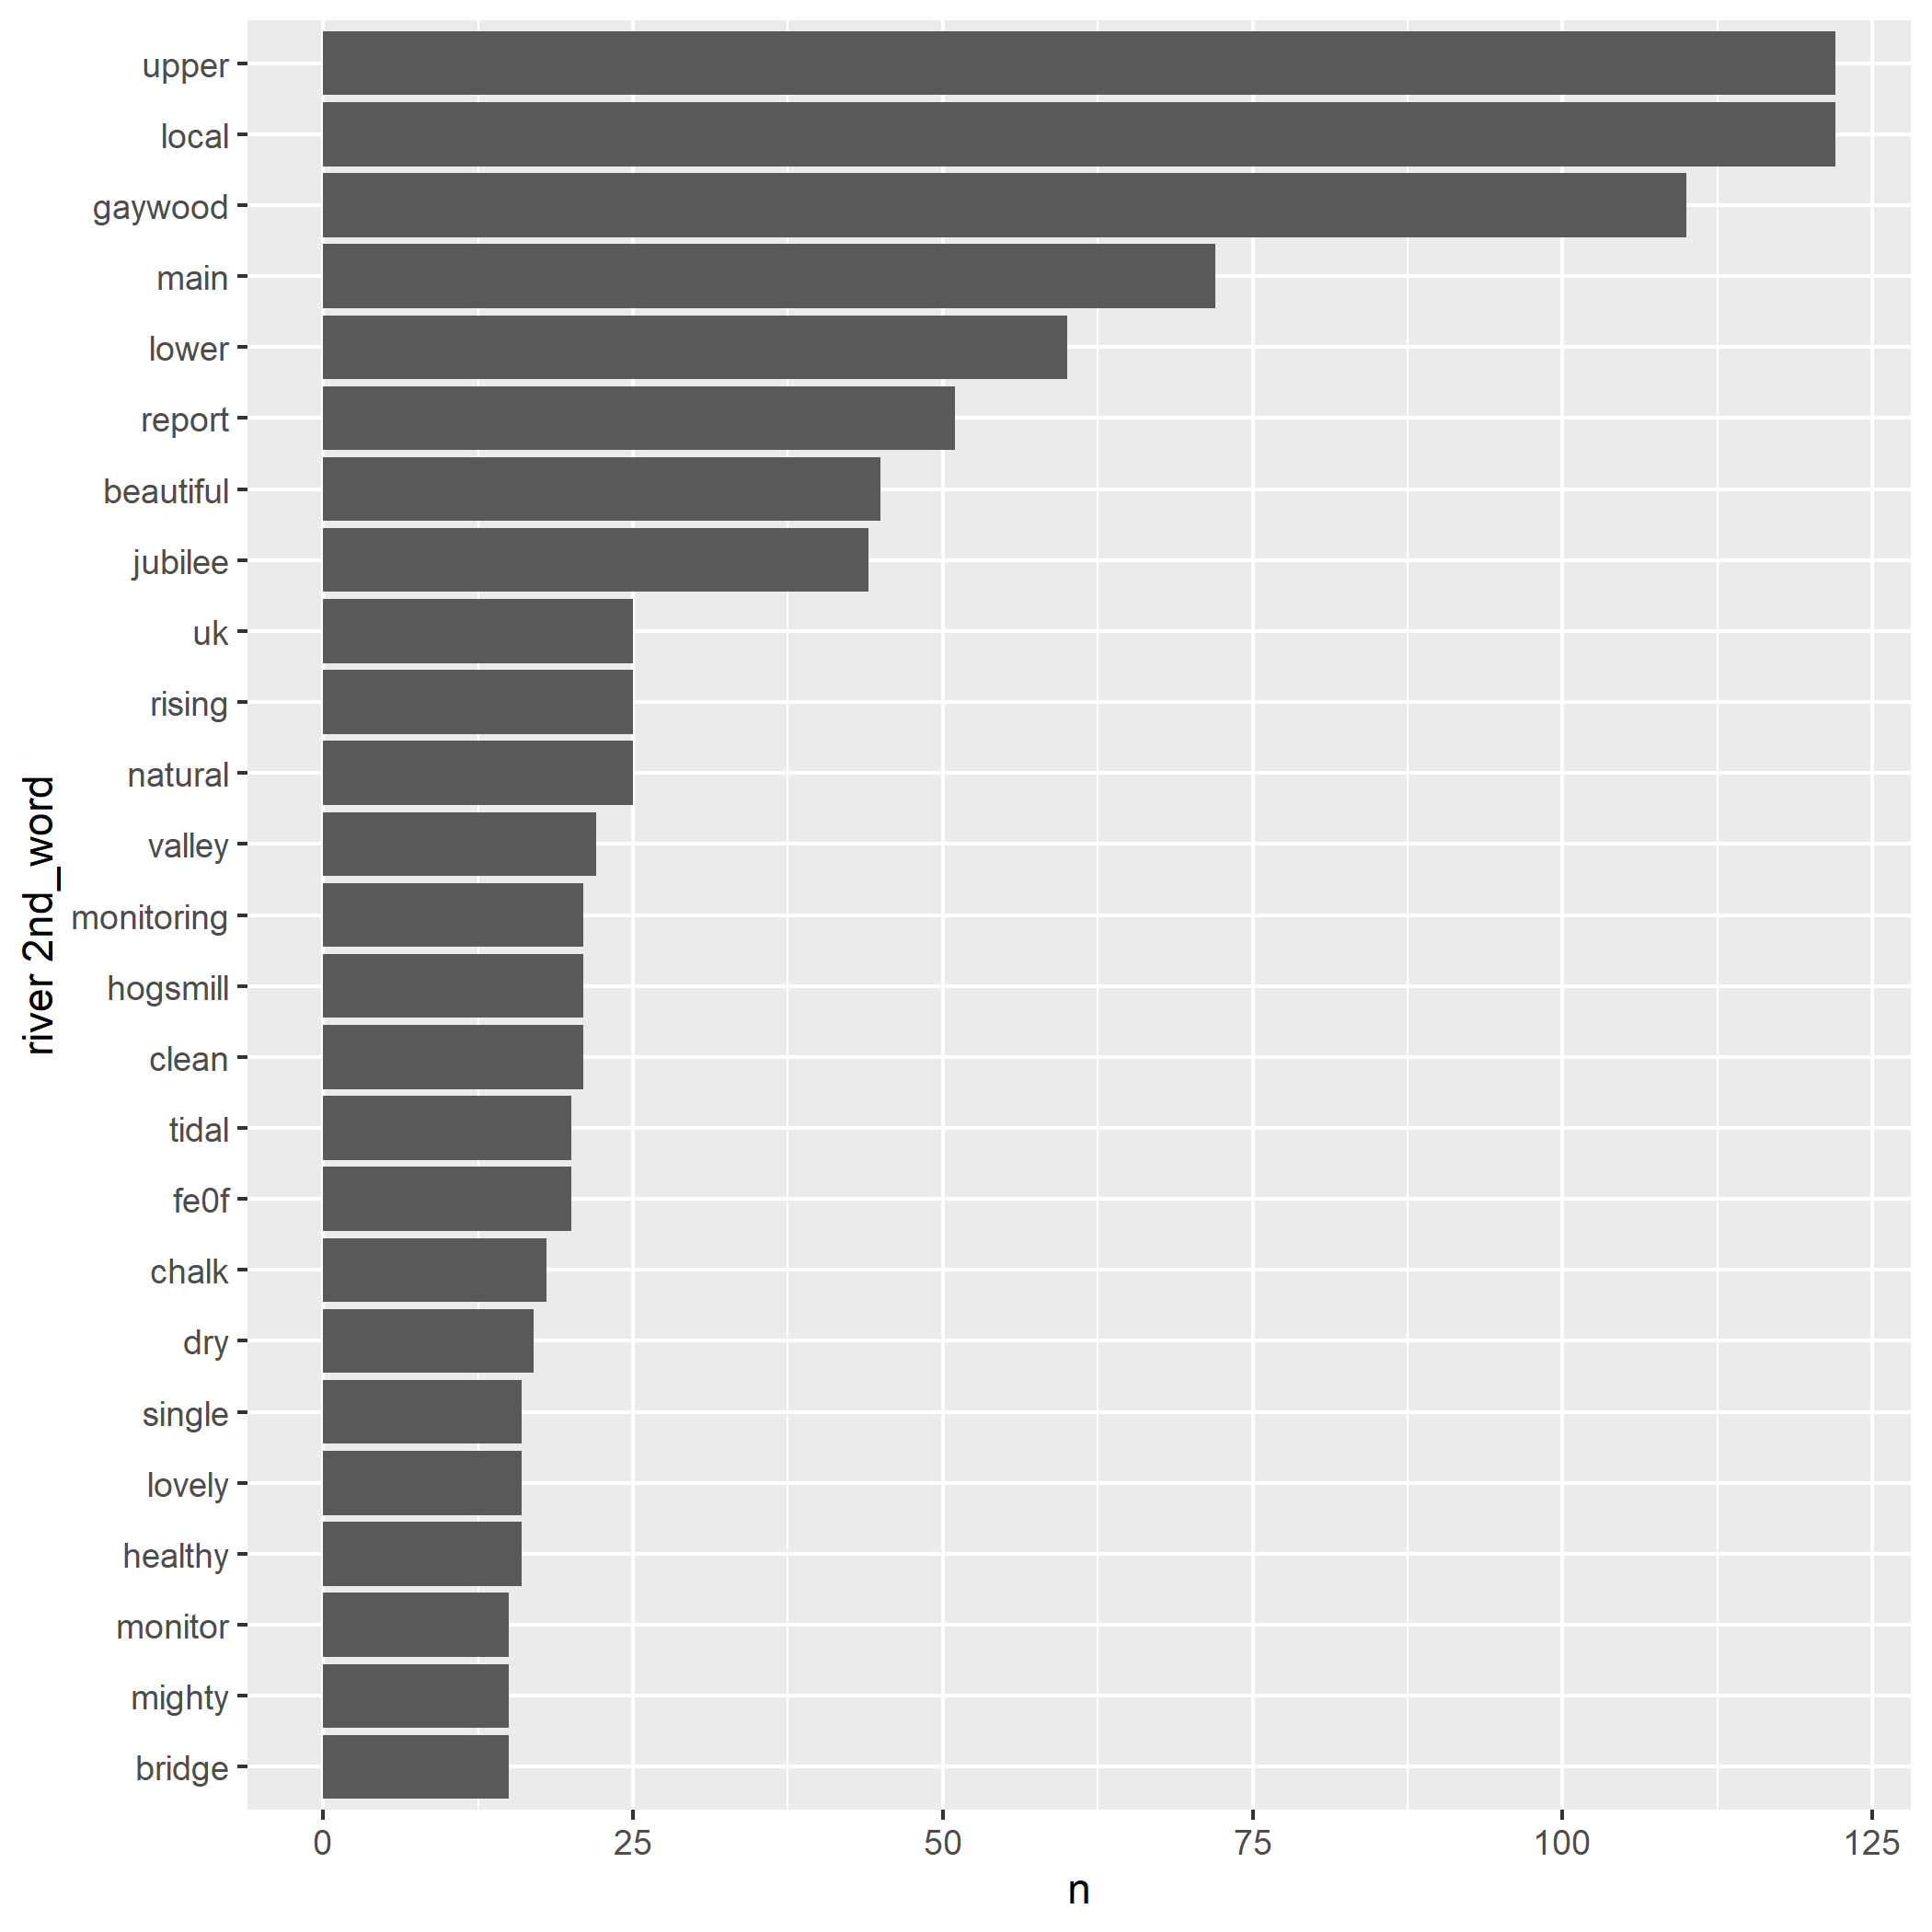 upper
local
gaywood
main
lower
report
beautiful
jubilee
uk
rising
natural
valley
monitoring
hogsmill
clean
tidal
fe0f
chalk
dry
single
lovely
healthy
monitor
mighty
bridge
river 2nd_word
0 25 50 75 100 125
n